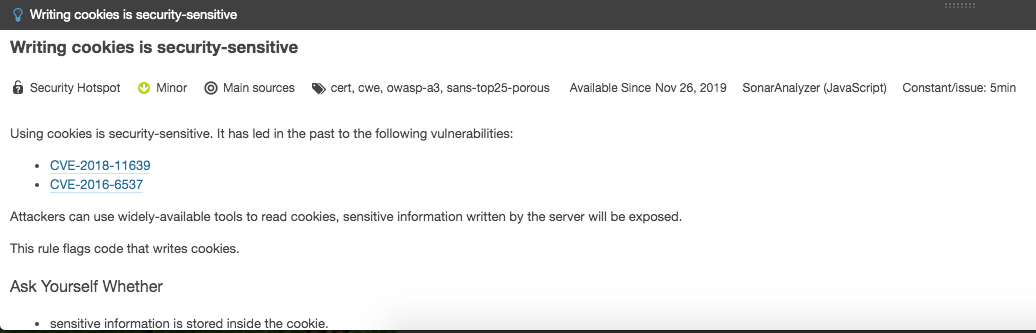 Writing cookies is security-sensitive
Writing cookies is security-sensitive
Security Hotspot Minor Main sources cert, cwe, owasp-a3, sans-top25-porous Available Since Nov 26, 2019 SonarAnalyzer (JavaScript) Constant/issue: 5min
Using cookies is security-sensitive. It has led in the past to the following vulnerabilities:
• CVE-2018-11639
• CVE-2016-6537
Attackers can use widely-available tools to read cookies, sensitive information written by the server will be exposed.
This rule flags code that writes cookies.
Ask Yourself Whether
• sensitive information is stored inside the cookie.